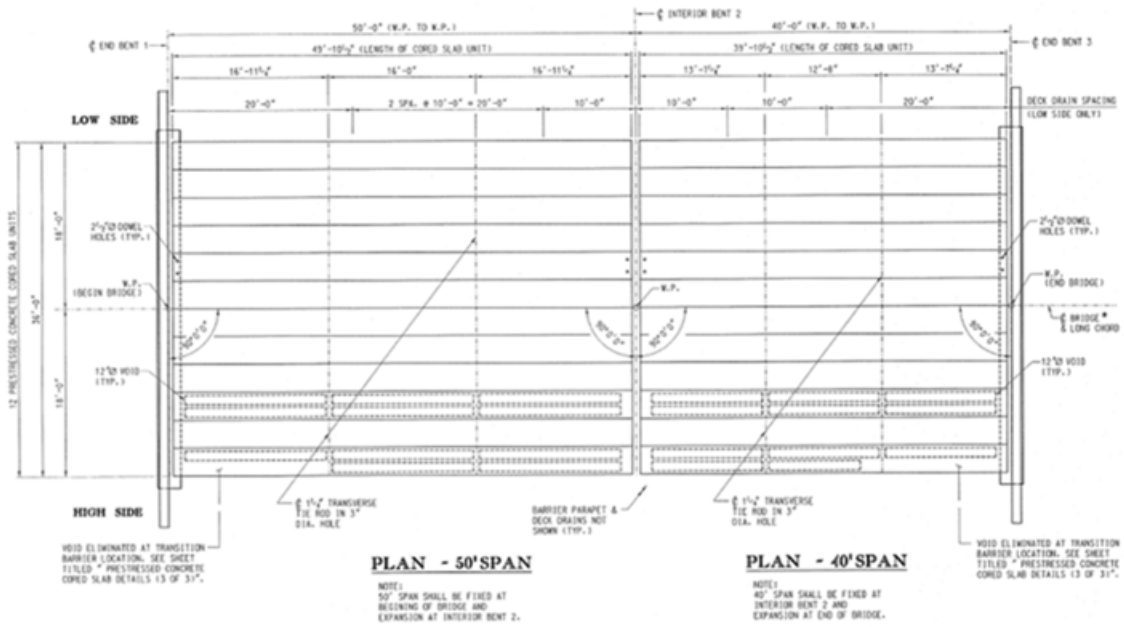 50'-0" (W.P. TO W.P.)
₵ INTERIOR BENT 2
40'-0" (W.P. TO W.P.)
₵ END BENT 1
₵ END BENT 3
49'-10½" (LENGTH OF CORED SLAB UNIT)
39'-10½" (LENGTH OF CORED SLAB UNIT)
16'-11¼"
16'-0"
16'-11¼"
13'-7¼"
12'-8"
13'-7¼"
20'-0"
2 SPA. @ 10'-0" = 20'-0"
10'-0"
10'-0"
10'-0"
20'-0"
DECK DRAIN SPACING
(LOW SIDE ONLY)
LOW SIDE
12 PRESTRESSED CONCRETE CORED SLAB UNITS
36'-0"
18'-0"
18'-0"
2½"Ø DOWEL
HOLES (TYP.)
2½"Ø DOWEL
HOLES (TYP.)
W.P.
(BEGIN BRIDGE)
W.P.
W.P.
(END BRIDGE)
₵ BRIDGE *
& LONG CHORD
90°0'0"
90°0'0"
90°0'0"
90°0'0"
12"Ø VOID
(TYP.)
12"Ø VOID
(TYP.)
HIGH SIDE
₵ 1¼" TRANSVERSE
TIE ROD IN 3"
DIA. HOLE
BARRIER PARAPET &
DECK DRAINS NOT
SHOWN (TYP.)
₵ 1¼" TRANSVERSE
TIE ROD IN 3"
DIA. HOLE
VOID ELIMINATED AT TRANSITION
BARRIER LOCATION. SEE SHEET
TITLED " PRESTRESSED CONCRETE
CORED SLAB DETAILS (3 OF 3)".
VOID ELIMINATED AT TRANSITION
BARRIER LOCATION. SEE SHEET
TITLED " PRESTRESSED CONCRETE
CORED SLAB DETAILS (3 OF 3)".
PLAN - 50' SPAN
NOTE:
50' SPAN SHALL BE FIXED AT
BEGINING OF BRIDGE AND
EXPANSION AT INTERIOR BENT 2.
PLAN - 40' SPAN
NOTE:
40' SPAN SHALL BE FIXED AT
INTERIOR BENT 2 AND
EXPANSION AT END OF BRIDGE.